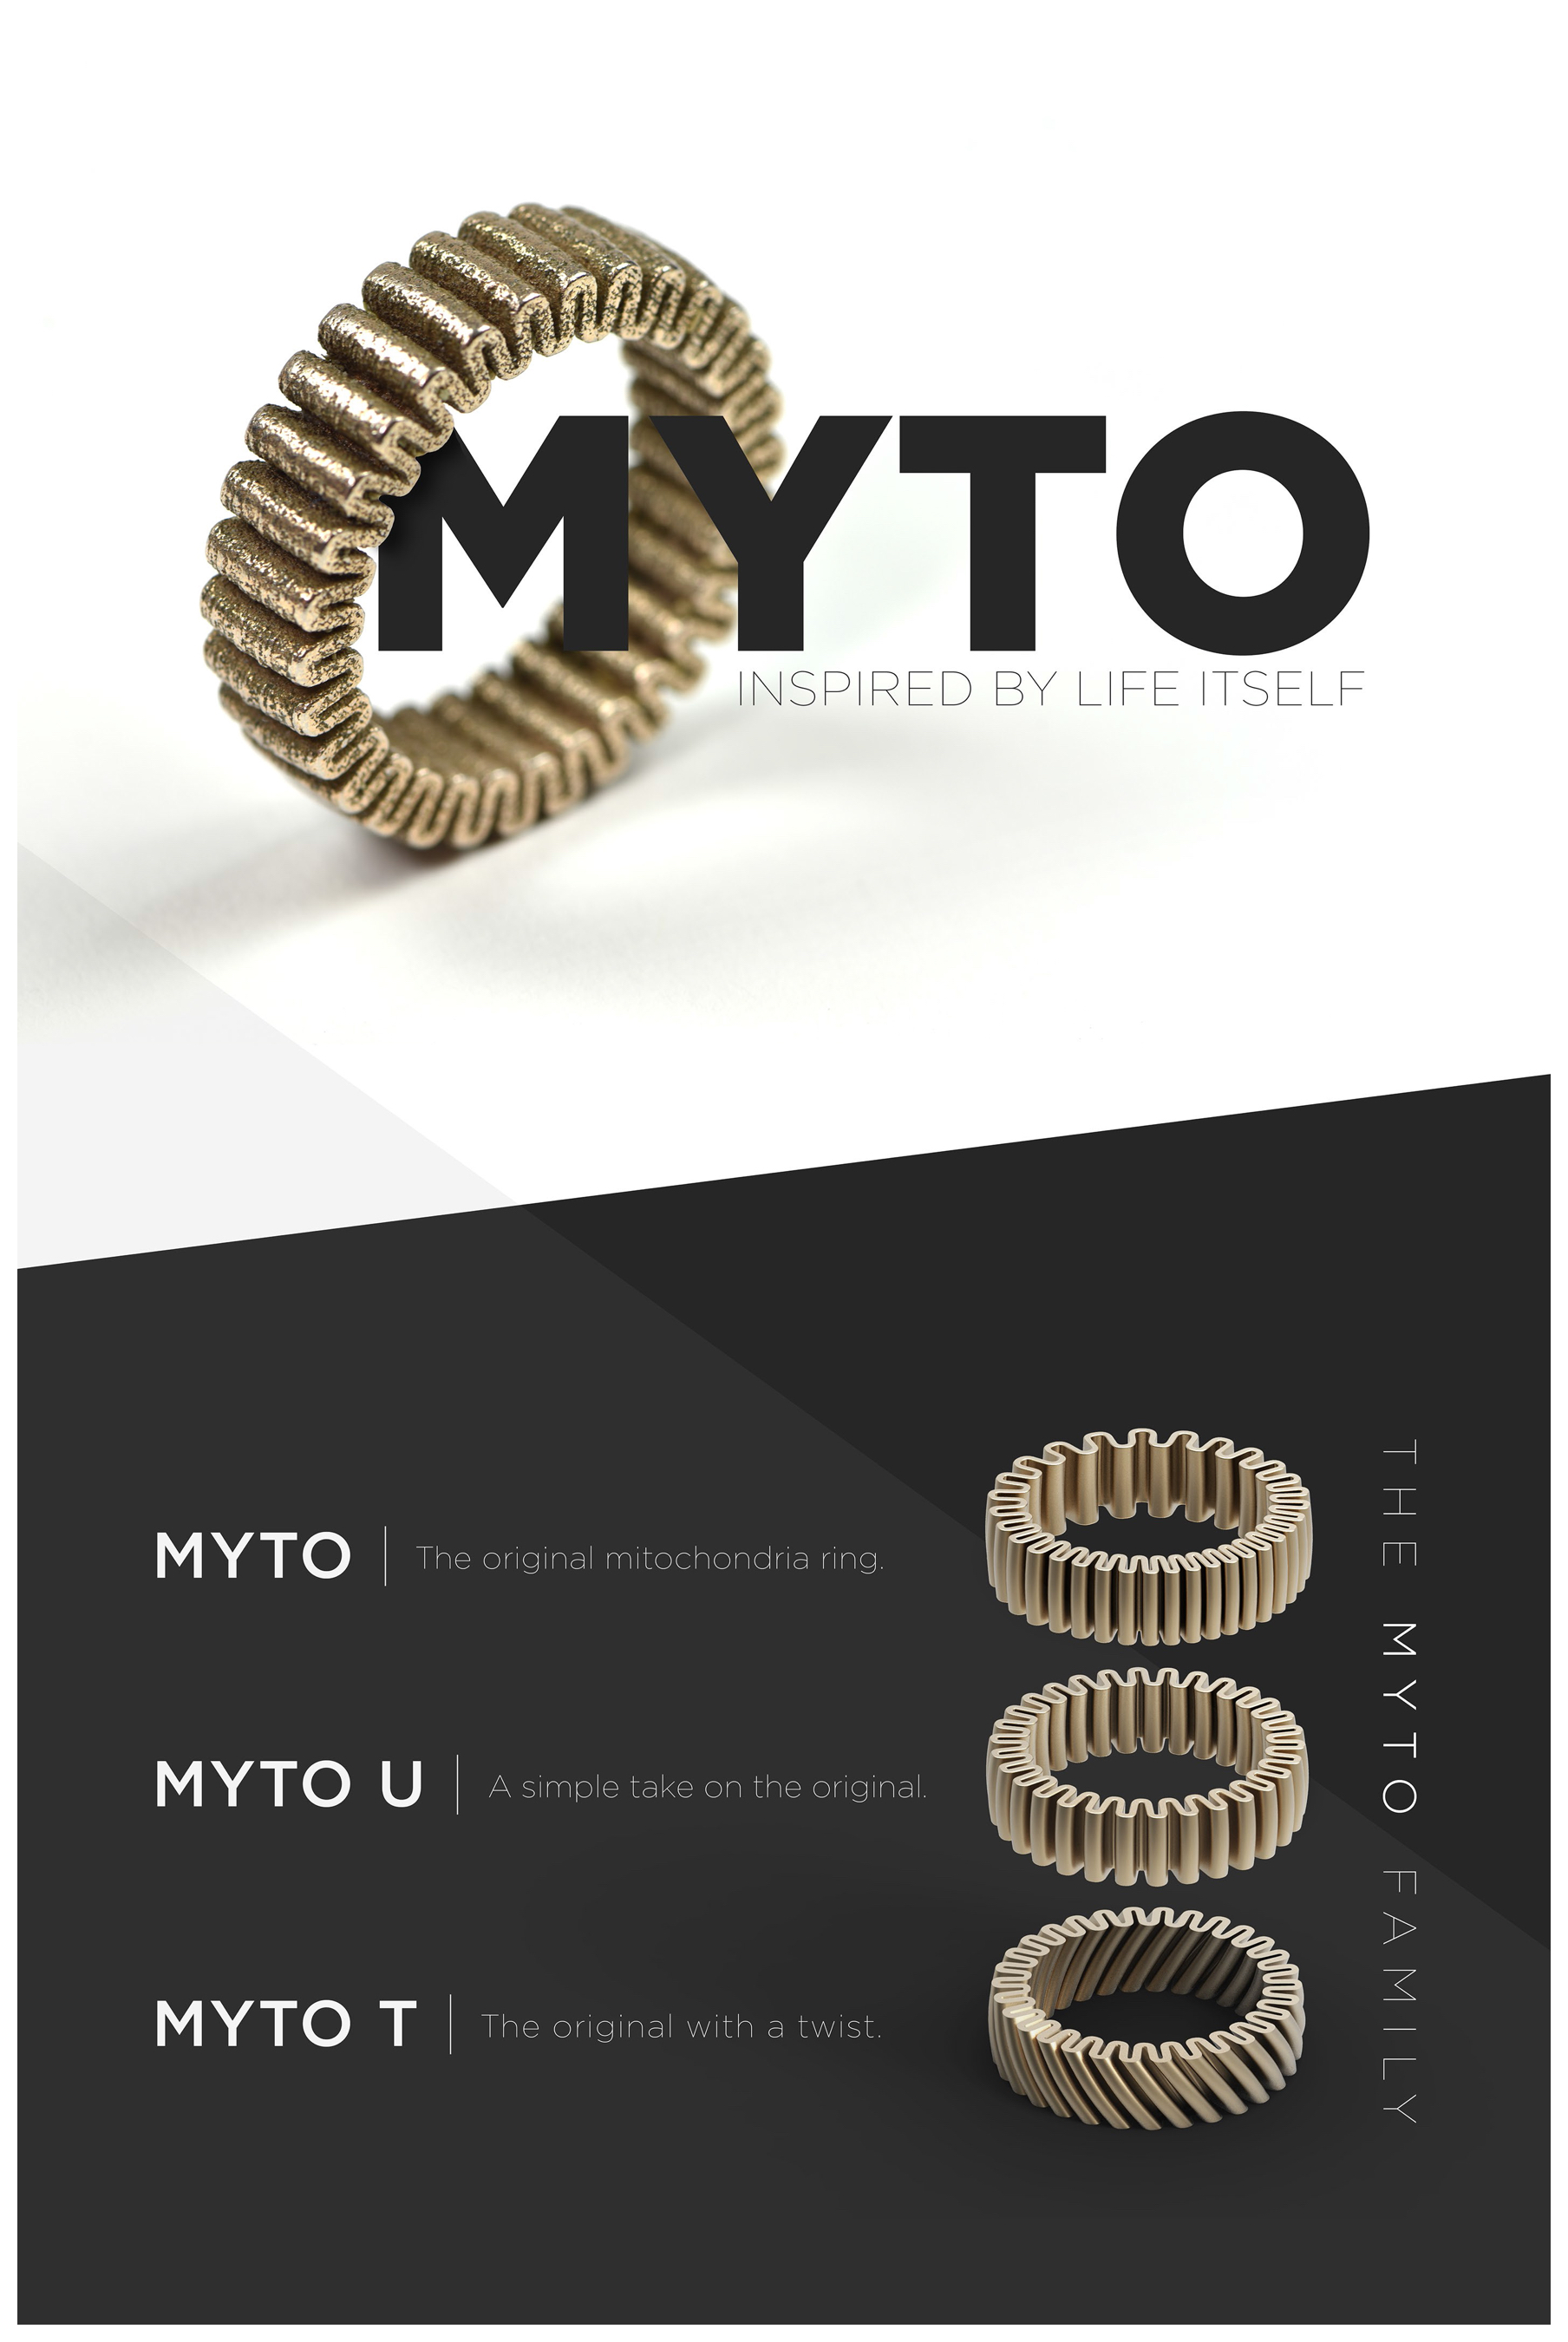 MYTO
INSPIRED BY LIFE ITSELF
MYTO | The original mitochondria ring.
MYTO U | A simple take on the original.
MYTO T | The original with a twist.
THE MYTO FAMILY